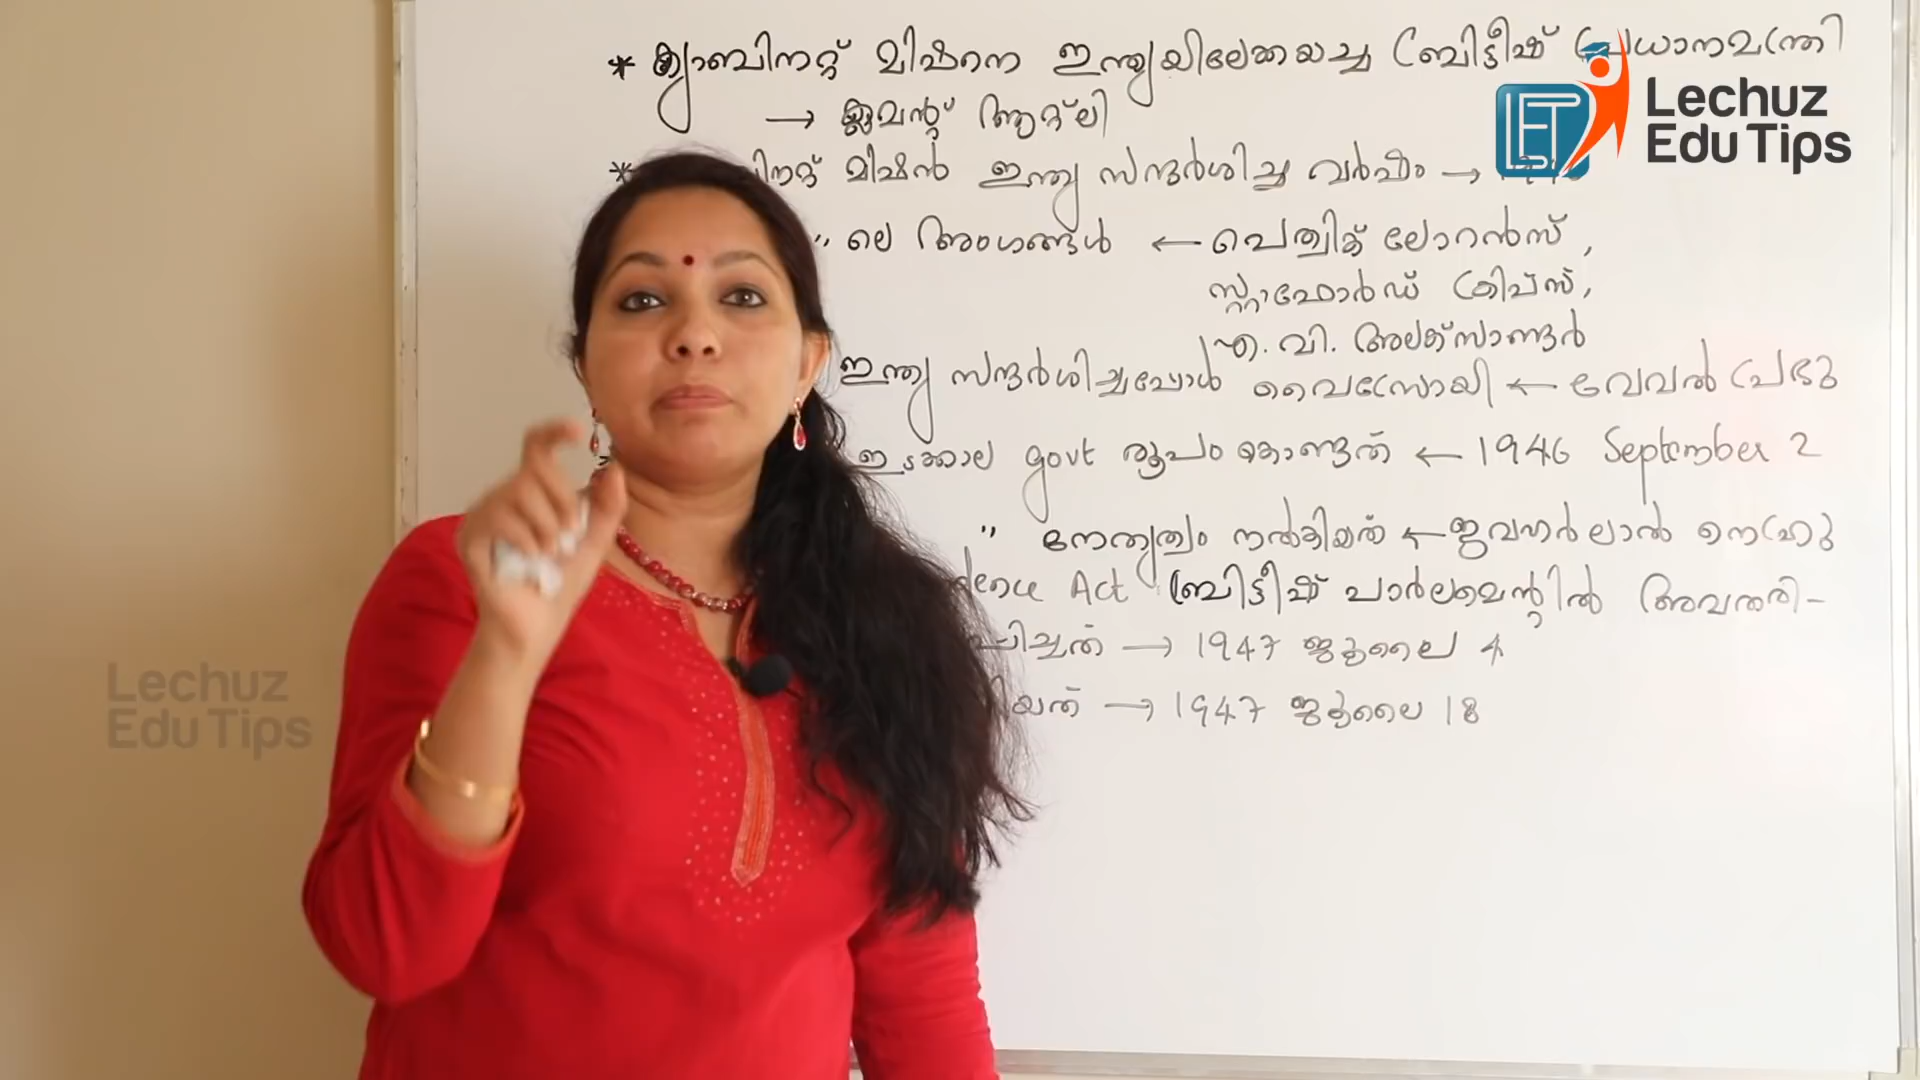 * ക്യാബിനറ്റ് മിഷനെ ഇന്ത്യയിലേക്കയച്ച ബ്രിട്ടീഷ് പ്രധാനമന്ത്രി
→ ക്ലമന്റ് ആറ്റ്ലി
* മിഷൻ ഇന്ത്യ സന്ദർശിച്ച വർഷം →
" ലെ അംഗങ്ങൾ ← പെത്വിക് ലോറൻസ്,
സ്റ്റാഫോർഡ് ക്രിപ്സ്,
എ. വി. അലക്സാണ്ടർ
ഇന്ത്യ സന്ദർശിച്ചപ്പോൾ വൈസ്രോയി ← വേവൽ പ്രഭു
ഇടക്കാല govt രൂപം കൊണ്ടത് ← 1946 September 2
" നേതൃത്വം നൽകിയത് ← ജവഹർലാൽ നെഹ്രു
Act ബ്രിട്ടീഷ് പാർലമെന്റിൽ അവതരി-
→ 1947 ജൂലൈ 4
→ 1947 ജൂലൈ 18
Lechuz
Edu Tips
Lechuz
Edu Tips